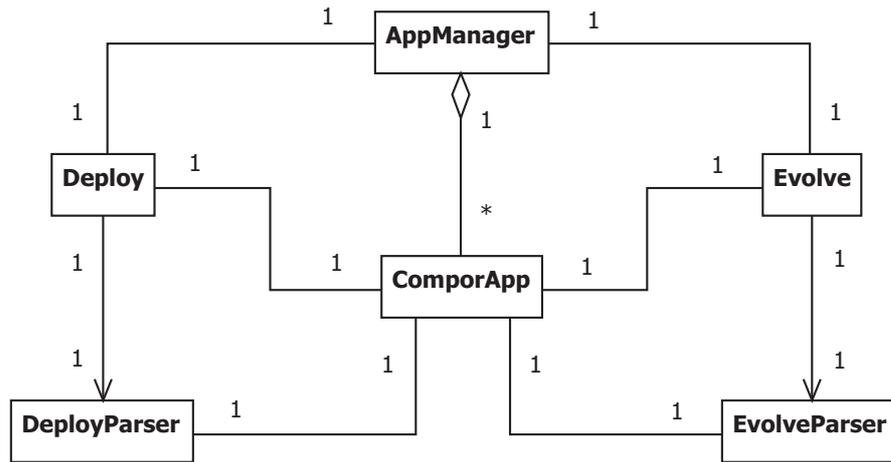 1 AppManager 1
1 1 1
Deploy 1 1 Evolve
*
1 1 ComporApp 1 1
1 1 1 1
DeployParser 1 1 EvolveParser